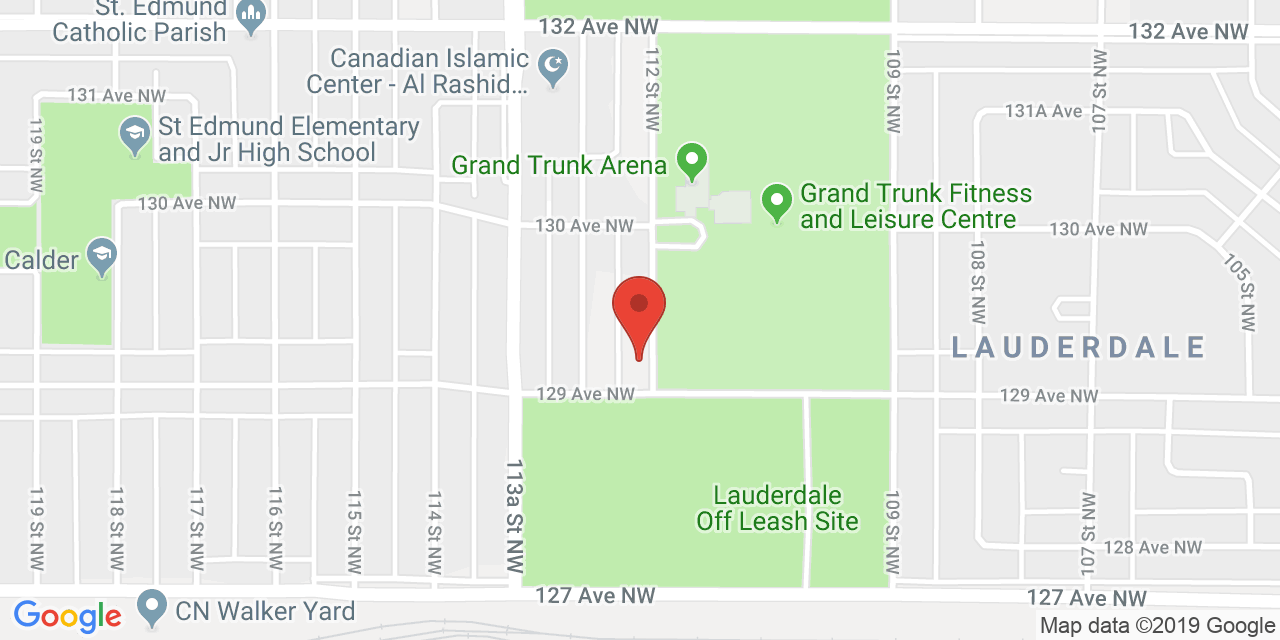 St. Edmund
Catholic Parish
132 Ave NW
132 Ave NW
Canadian Islamic
Center - Al Rashid...
112 St NW
109 St NW
107 St NW
131 Ave NW
131A Ave
119 St NW
St Edmund Elementary
and Jr High School
Grand Trunk Arena
Grand Trunk Fitness
and Leisure Centre
130 Ave NW
130 Ave NW
130 Ave NW
Calder
108 St NW
105 St NW
LAUDERDALE
129 Ave NW
129 Ave NW
119 St NW
118 St NW
117 St NW
116 St NW
115 St NW
114 St NW
113a St NW
Lauderdale
Off Leash Site
109 St NW
107 St NW
128 Ave NW
127 Ave NW
127 Ave NW
CN Walker Yard
Google
Map data ©2019 Google